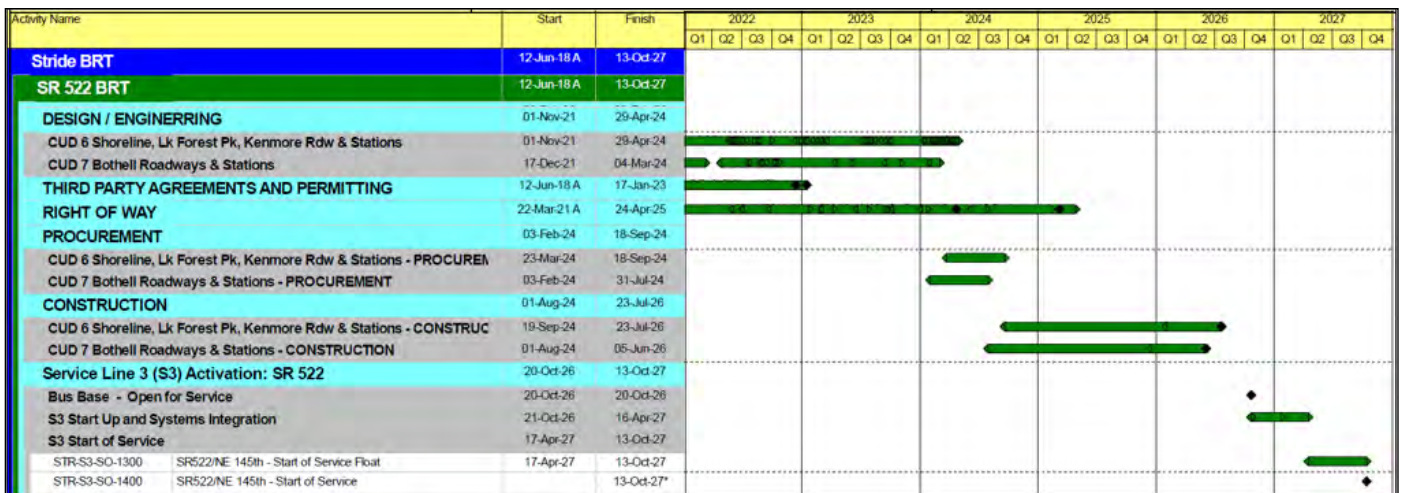 Activity Name Start Finish 2022 2023 2024 2025 2026 2027
Q1 Q2 Q3 Q4 Q1 Q2 Q3 Q4 Q1 Q2 Q3 Q4 Q1 Q2 Q3 Q4 Q1 Q2 Q3 Q4 Q1 Q2 Q3 Q4
Stride BRT 12-Jun-18 A 13-Oct-27
SR 522 BRT 12-Jun-18 A 13-Oct-27
DESIGN / ENGINERRING 01-Nov-21 29-Apr-24
CUD 6 Shoreline, Lk Forest Pk, Kenmore Rdw & Stations 01-Nov-21 29-Apr-24
CUD 7 Bothell Roadways & Stations 17-Dec-21 04-Mar-24
THIRD PARTY AGREEMENTS AND PERMITTING 12-Jun-18 A 17-Jan-23
RIGHT OF WAY 22-Mar-21 A 24-Apr-25
PROCUREMENT 03-Feb-24 18-Sep-24
CUD 6 Shoreline, Lk Forest Pk, Kenmore Rdw & Stations - PROCUREM 23-Mar-24 18-Sep-24
CUD 7 Bothell Roadways & Stations - PROCUREMENT 03-Feb-24 31-Jul-24
CONSTRUCTION 01-Aug-24 23-Jul-26
CUD 6 Shoreline, Lk Forest Pk, Kenmore Rdw & Stations - CONSTRUC 19-Sep-24 23-Jul-26
CUD 7 Bothell Roadways & Stations - CONSTRUCTION 01-Aug-24 05-Jun-26
Service Line 3 (S3) Activation: SR 522 20-Oct-26 13-Oct-27
Bus Base - Open for Service 20-Oct-26 20-Oct-26
S3 Start Up and Systems Integration 21-Oct-26 16-Apr-27
S3 Start of Service 17-Apr-27 13-Oct-27
STR-S3-SO-1300 SR522/NE 145th - Start of Service Float 17-Apr-27 13-Oct-27
STR-S3-SO-1400 SR522/NE 145th - Start of Service 13-Oct-27*